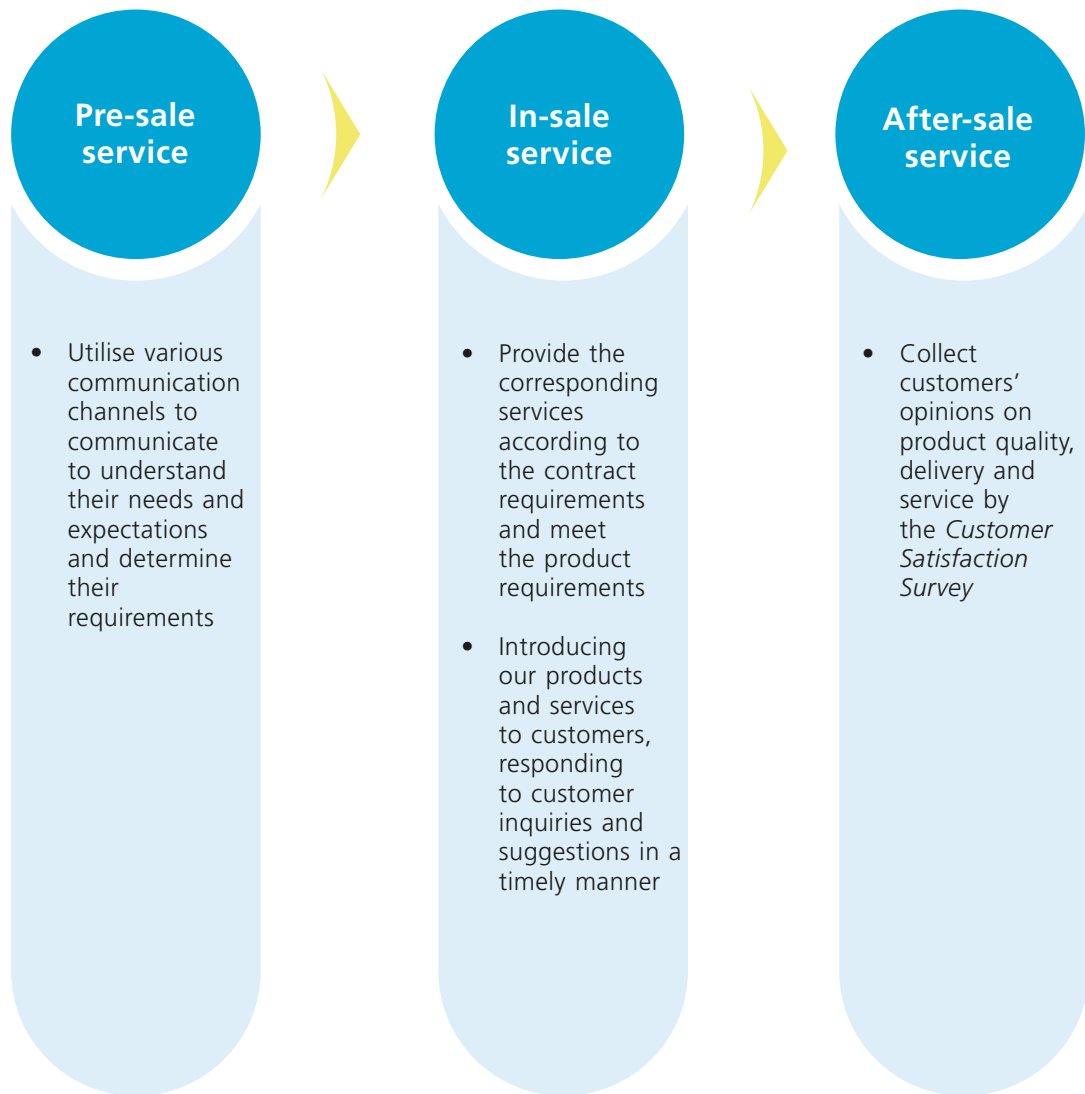 Pre-sale
service
• Utilise various
communication
channels to
communicate
to understand
their needs and
expectations
and determine
their
requirements
In-sale
service
• Provide the
corresponding
services
according to
the contract
requirements
and meet
the product
requirements
• Introducing
our products
and services
to customers,
responding
to customer
inquiries and
suggestions in a
timely manner
After-sale
service
• Collect
customers’
opinions on
product quality,
delivery and
service by
the Customer
Satisfaction
Survey